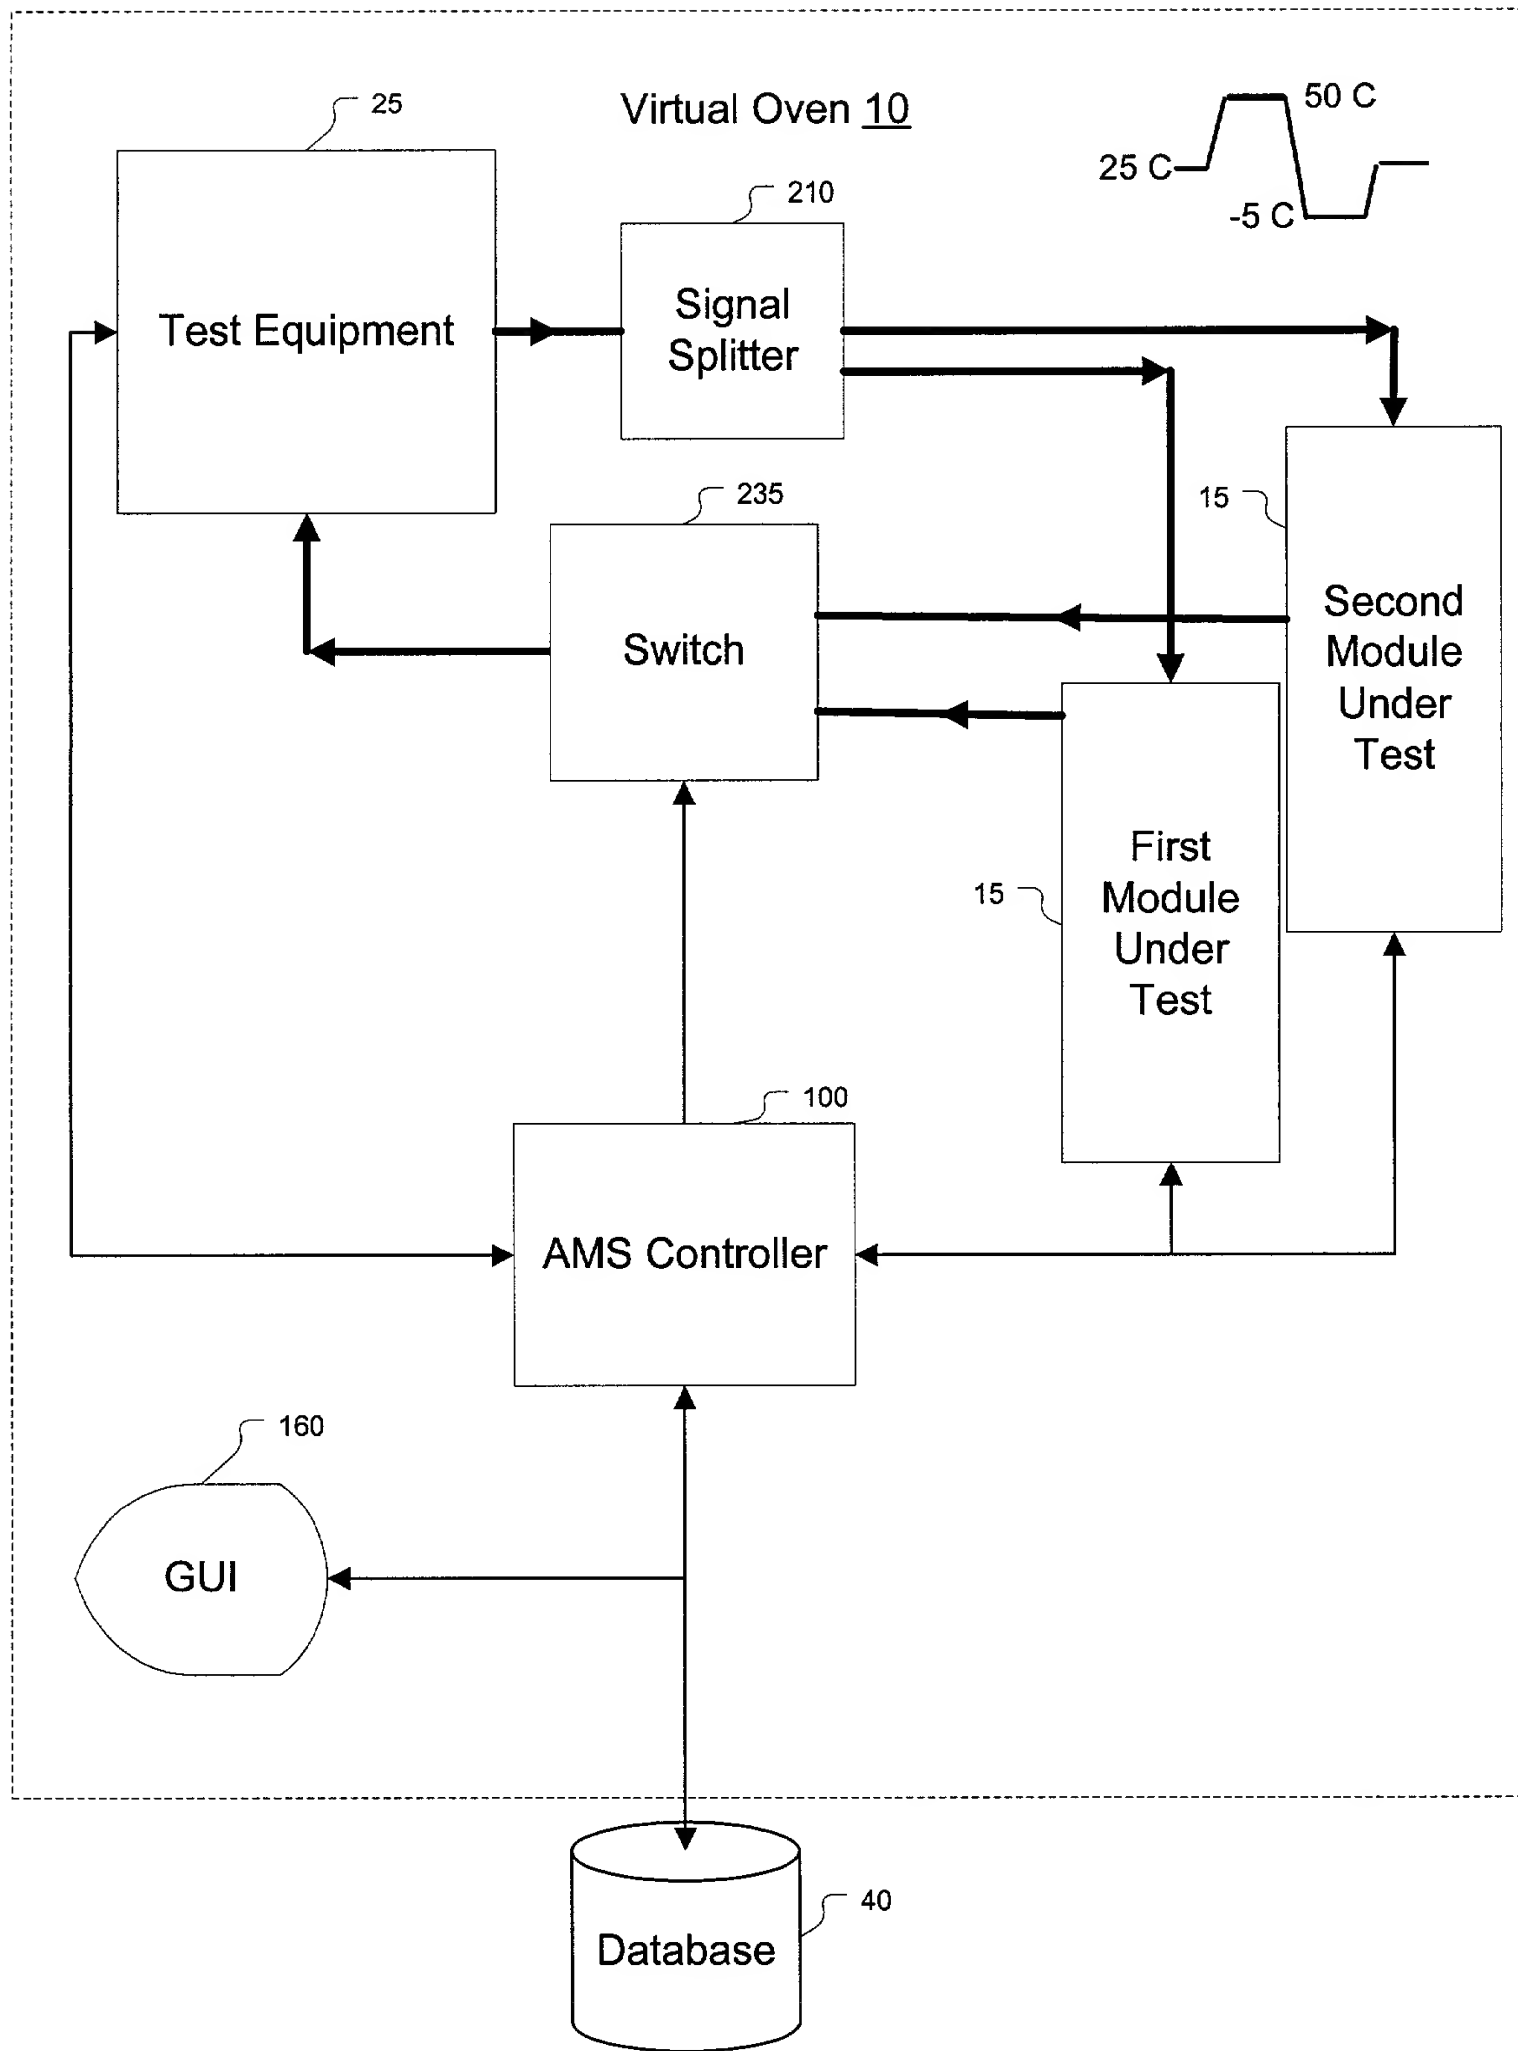 25
Virtual Oven 10
50 C
25 C
-5 C
210
Test Equipment
Signal
Splitter
235
15
Switch
Second
Module
Under
Test
15
First
Module
Under
Test
100
AMS Controller
160
GUI
40
Database